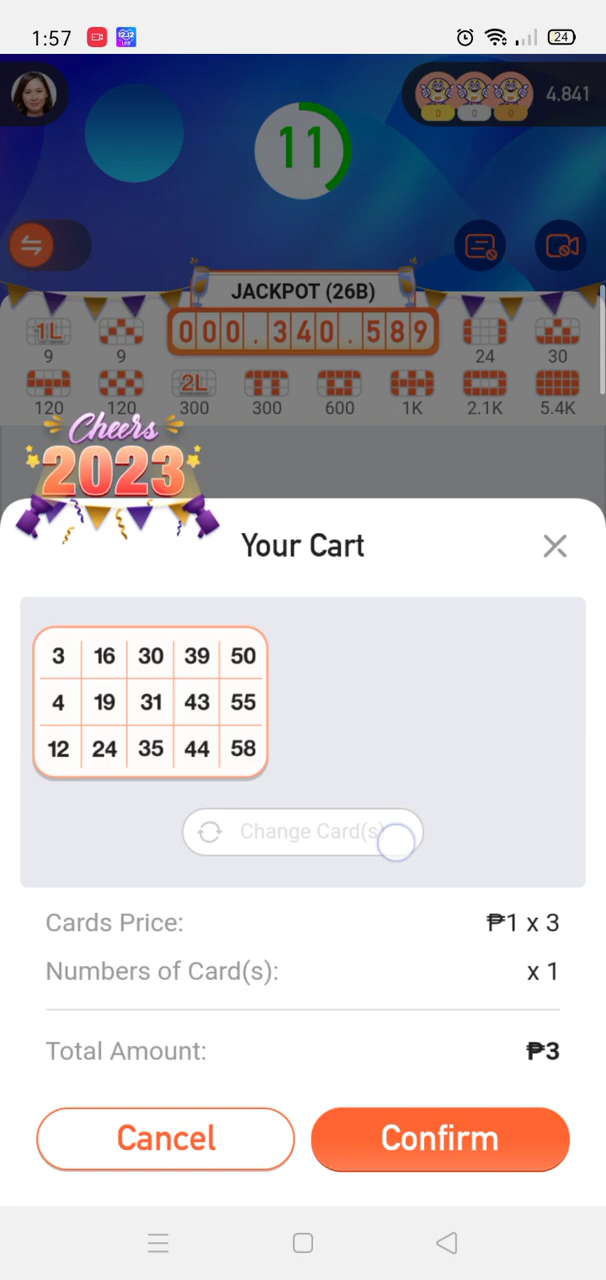 1:57
12.12
24
4,841
0 0 0
11
JACKPOT (26B)
1L 000.340.589
9 9 24 30
2L
120 120 300 300 600 1K 2.1K 5.4K
Cheers
2023
Your Cart
3 16 30 39 50
4 19 31 43 55
12 24 35 44 58
Change Card(s)
Cards Price: ₱1 x 3
Numbers of Card(s): x 1
Total Amount: ₱3
Cancel Confirm